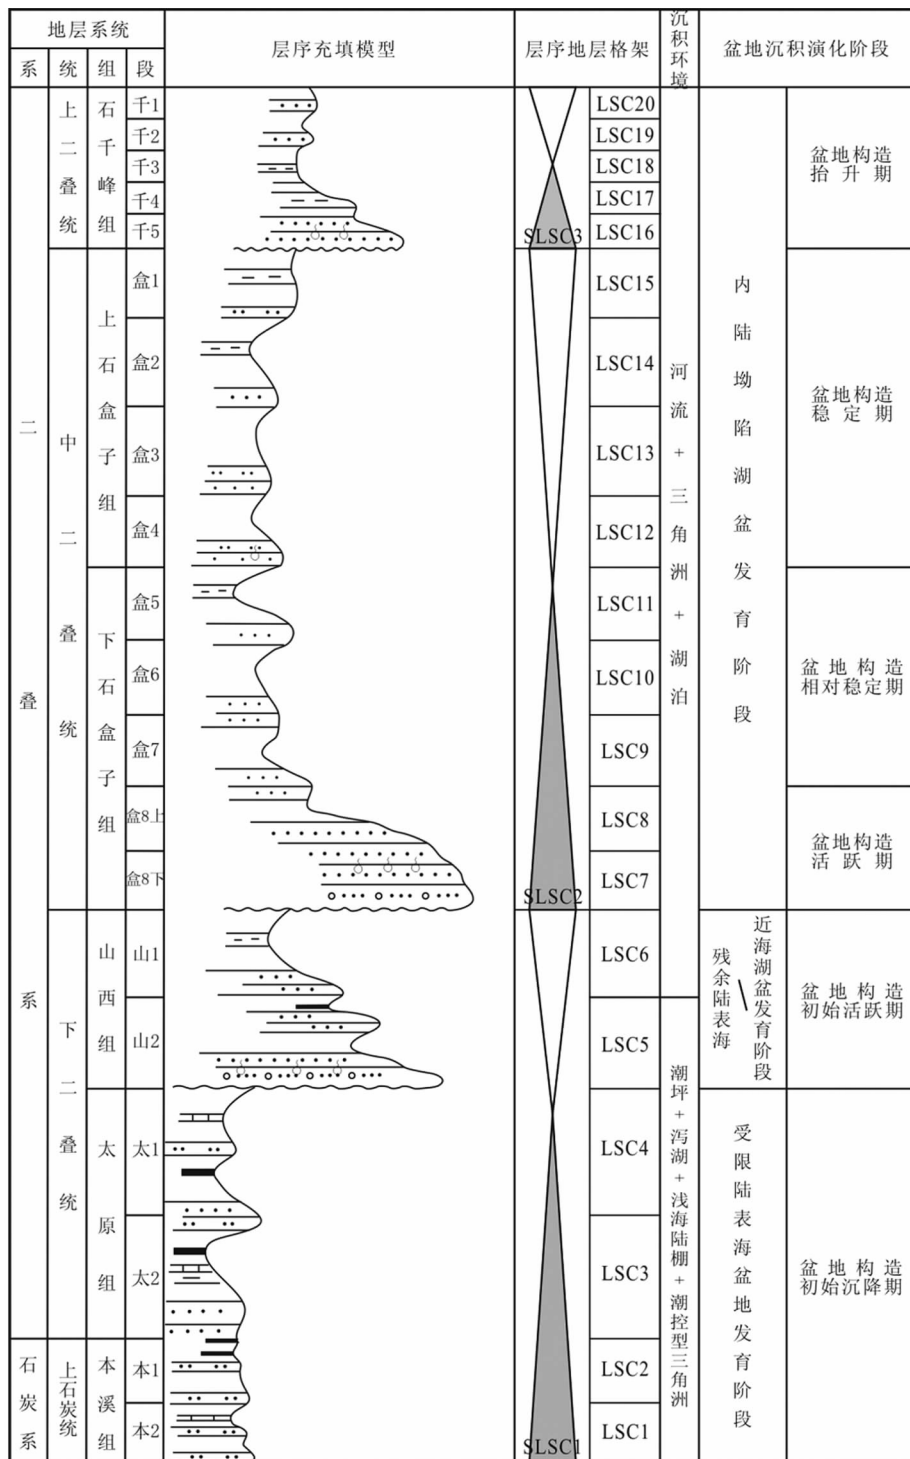 地层系统
层序充填模型
层序地层格架
沉积环境
盆地沉积演化阶段
系 统 组 段
上二叠统
石千峰组
千1
千2
千3
千4
千5
SLSC3
LSC20
LSC19
LSC18
LSC17
LSC16
盆地构造
抬升期
二叠系
中二叠统
上石盒子组
盒1
盒2
盒3
盒4
LSC15
LSC14
LSC13
LSC12
河流+三角洲+湖泊
内陆坳陷湖盆发育阶段
盆地构造
稳定期
下石盒子组
盒5
盒6
盒7
盒8上
盒8下
SLSC2
LSC11
LSC10
LSC9
LSC8
LSC7
盆地构造
相对稳定期
盆地构造
活跃期
下二叠统
山西组
山1
山2
LSC6
LSC5
残余陆表海\近海湖盆发育阶段
盆地构造
初始活跃期
太原组
太1
太2
LSC4
LSC3
潮坪+泻湖+浅海陆棚+潮控型三角洲
受限陆表海盆地发育阶段
盆地构造
初始沉降期
石炭系
上石炭统
本溪组
本1
本2
SLSC1
LSC2
LSC1